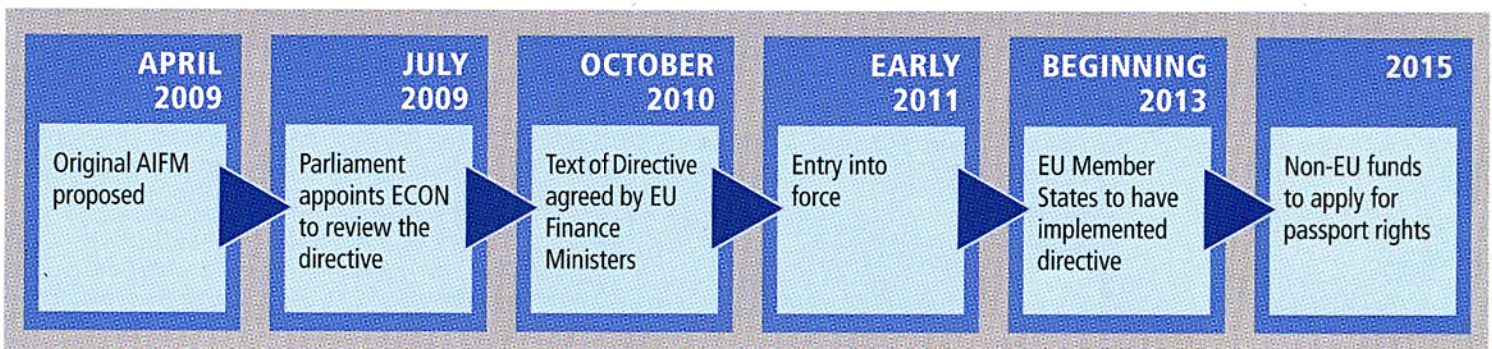 APRIL
2009
Original AIFM
proposed
JULY
2009
Parliament
appoints ECON
to review the
directive
OCTOBER
2010
Text of Directive
agreed by EU
Finance
Ministers
EARLY
2011
Entry into
force
BEGINNING
2013
EU Member
States to have
implemented
directive
2015
Non-EU funds
to apply for
passport rights